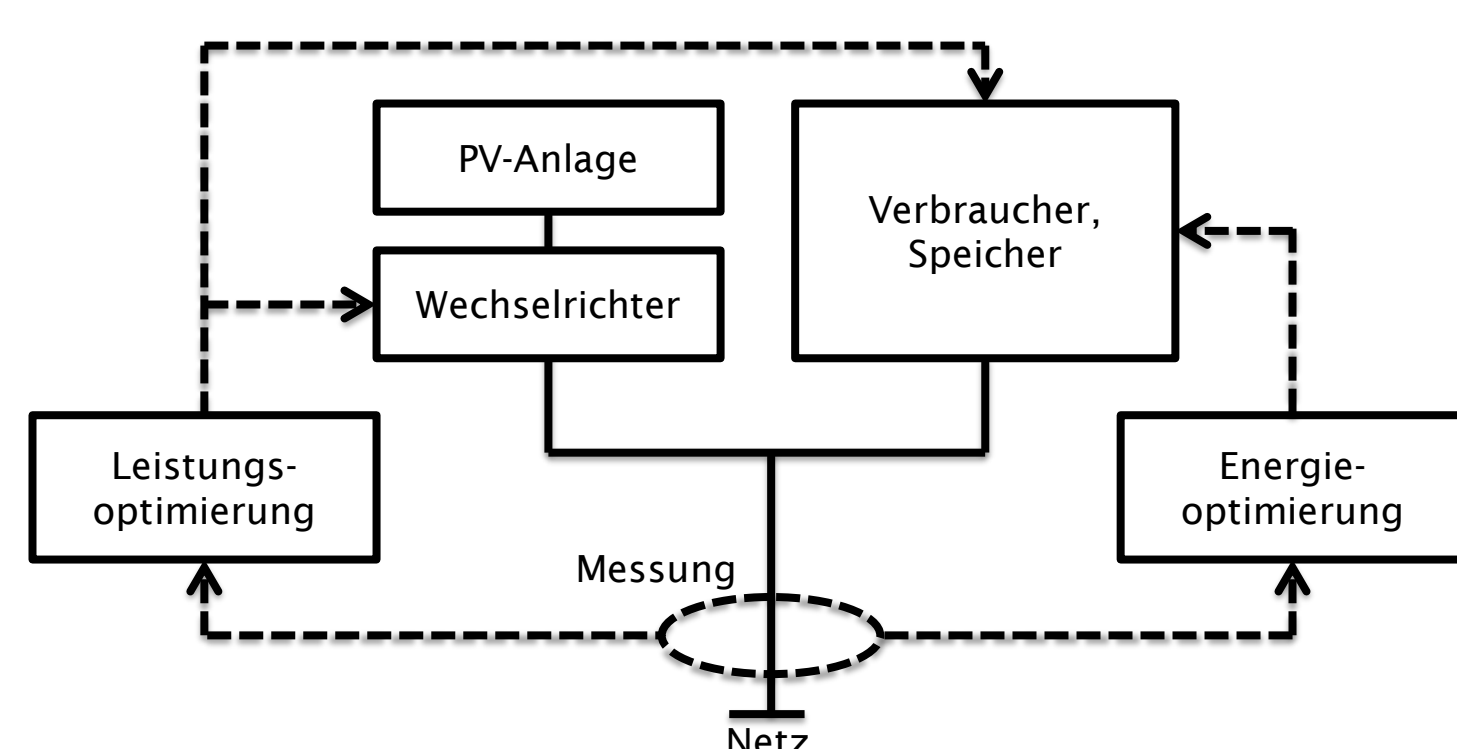 PV-Anlage
Verbraucher,
Speicher
Wechselrichter
Leistungs-
optimierung
Energie-
optimierung
Messung
Netz